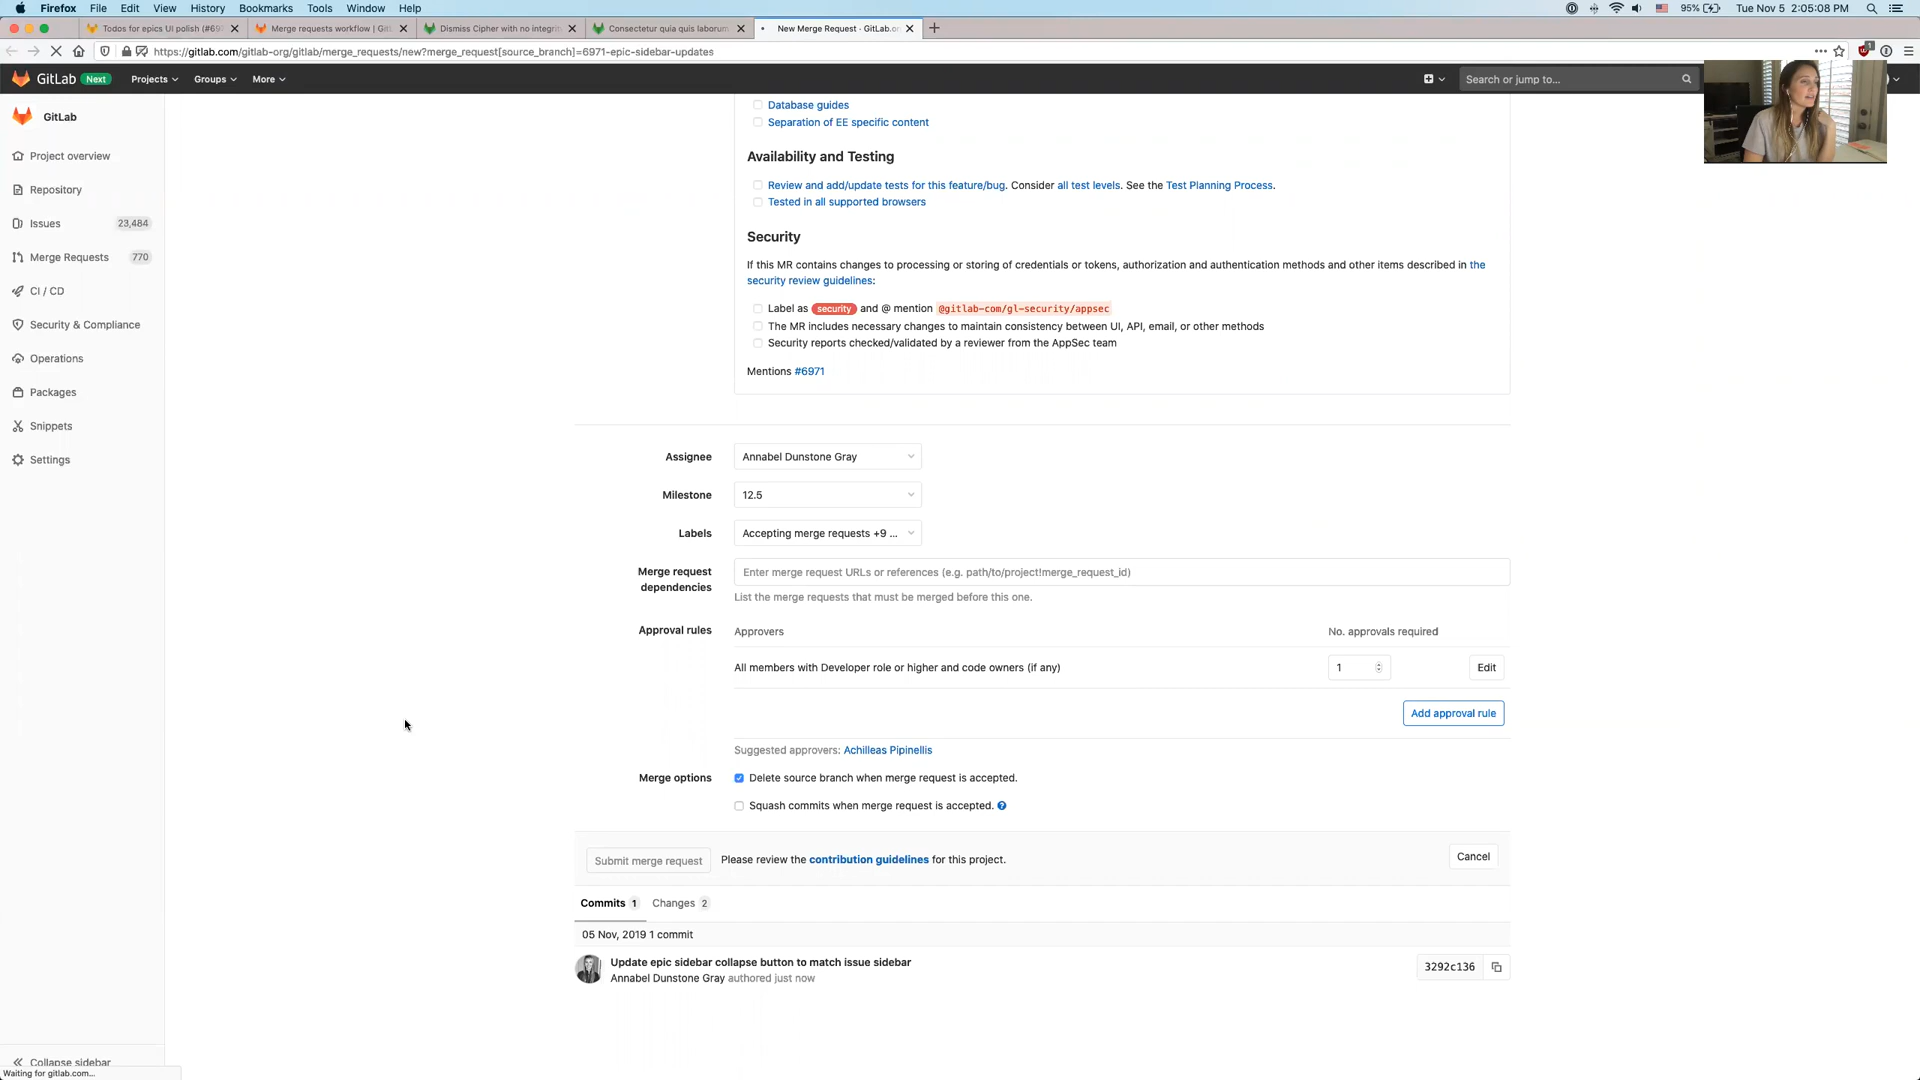 Firefox File Edit View History Bookmarks Tools Window Help 95% Tue Nov 5 2:05:08 PM
Todos for epics UI polish (#697 Merge requests workflow | Git Dismiss Cipher with no integrit Consectetur quia quis laborum New Merge Request - GitLab.or
https://gitlab.com/gitlab-org/gitlab/merge_requests/new?merge_request[source_branch]=6971-epic-sidebar-updates
GitLab Next Projects Groups More Search or jump to...
GitLab
Project overview
Repository
Issues 23,484
Merge Requests 770
CI / CD
Security & Compliance
Operations
Packages
Snippets
Settings
Collapse sidebar
Waiting for gitlab.com...
Database guides
Separation of EE specific content
Availability and Testing
Review and add/update tests for this feature/bug. Consider all test levels. See the Test Planning Process.
Tested in all supported browsers
Security
If this MR contains changes to processing or storing of credentials or tokens, authorization and authentication methods and other items described in the
security review guidelines:
Label as security and @ mention @gitlab-com/gl-security/appsec
The MR includes necessary changes to maintain consistency between UI, API, email, or other methods
Security reports checked/validated by a reviewer from the AppSec team
Mentions #6971
Assignee Annabel Dunstone Gray
Milestone 12.5
Labels Accepting merge requests +9 ...
Merge request
dependencies
Enter merge request URLs or references (e.g. path/to/project!merge_request_id)
List the merge requests that must be merged before this one.
Approval rules Approvers No. approvals required
All members with Developer role or higher and code owners (if any) 1 Edit
Add approval rule
Suggested approvers: Achilleas Pipinellis
Merge options Delete source branch when merge request is accepted.
Squash commits when merge request is accepted.
Submit merge request Please review the contribution guidelines for this project. Cancel
Commits 1 Changes 2
05 Nov, 2019 1 commit
Update epic sidebar collapse button to match issue sidebar
Annabel Dunstone Gray authored just now
3292c136